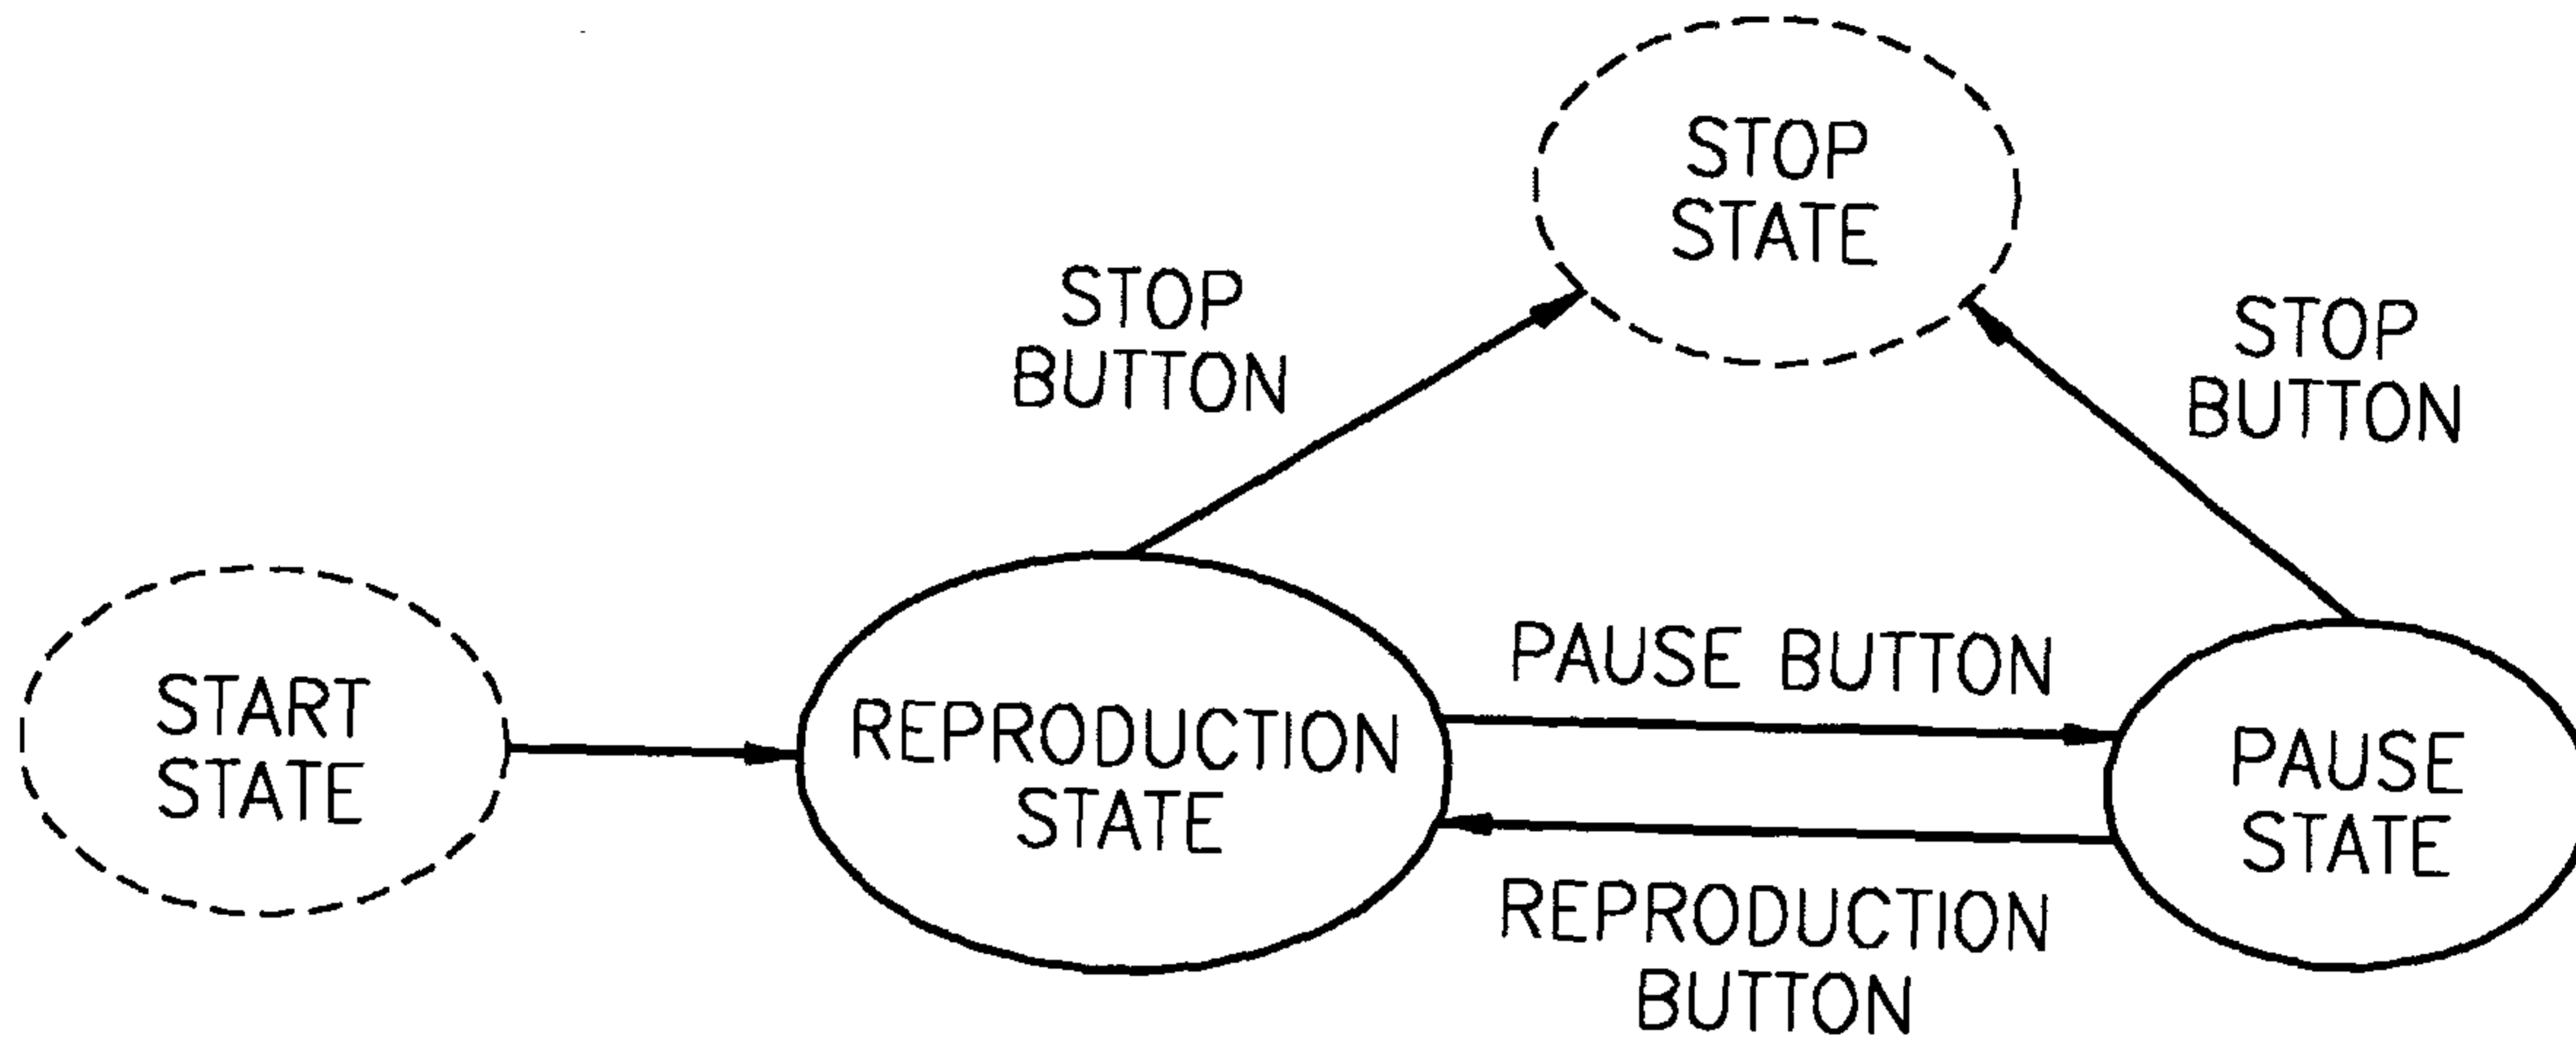 STOP
STATE
STOP
BUTTON
STOP
BUTTON
START
STATE
REPRODUCTION
STATE
PAUSE BUTTON
PAUSE
STATE
REPRODUCTION
BUTTON